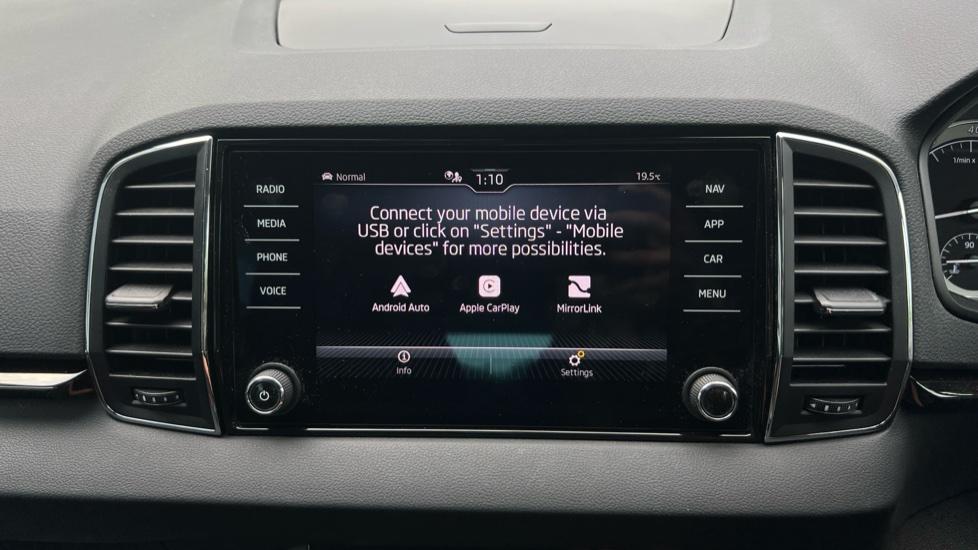 Normal
1:10
19.5°C
RADIO
MEDIA
PHONE
VOICE
Connect your mobile device via
USB or click on "Settings" - "Mobile
devices" for more possibilities.
Android Auto
Apple CarPlay
MirrorLink
Info
Settings
NAV
APP
CAR
MENU
1/min x
90